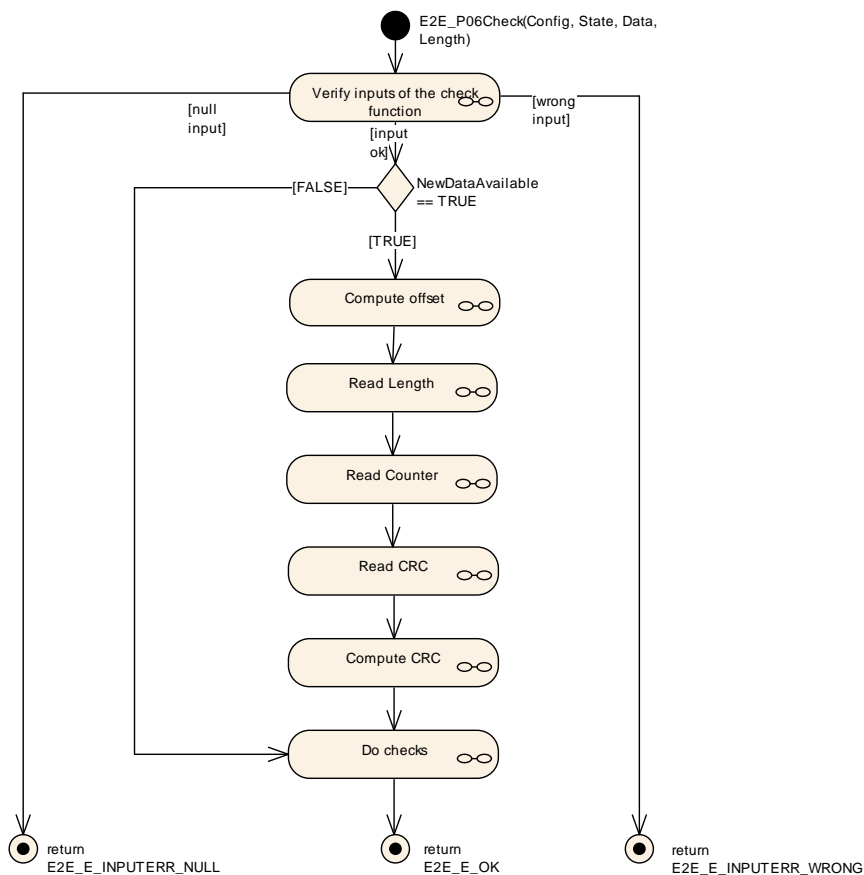 E2E_P06Check(Config, State, Data,
Length)
Verify inputs of the check
function
[null
input]
[wrong
input]
[input
ok]
[FALSE]
NewDataAvailable
== TRUE
[TRUE]
Compute offset
Read Length
Read Counter
Read CRC
Compute CRC
Do checks
return
E2E_E_INPUTERR_NULL
return
E2E_E_OK
return
E2E_E_INPUTERR_WRONG